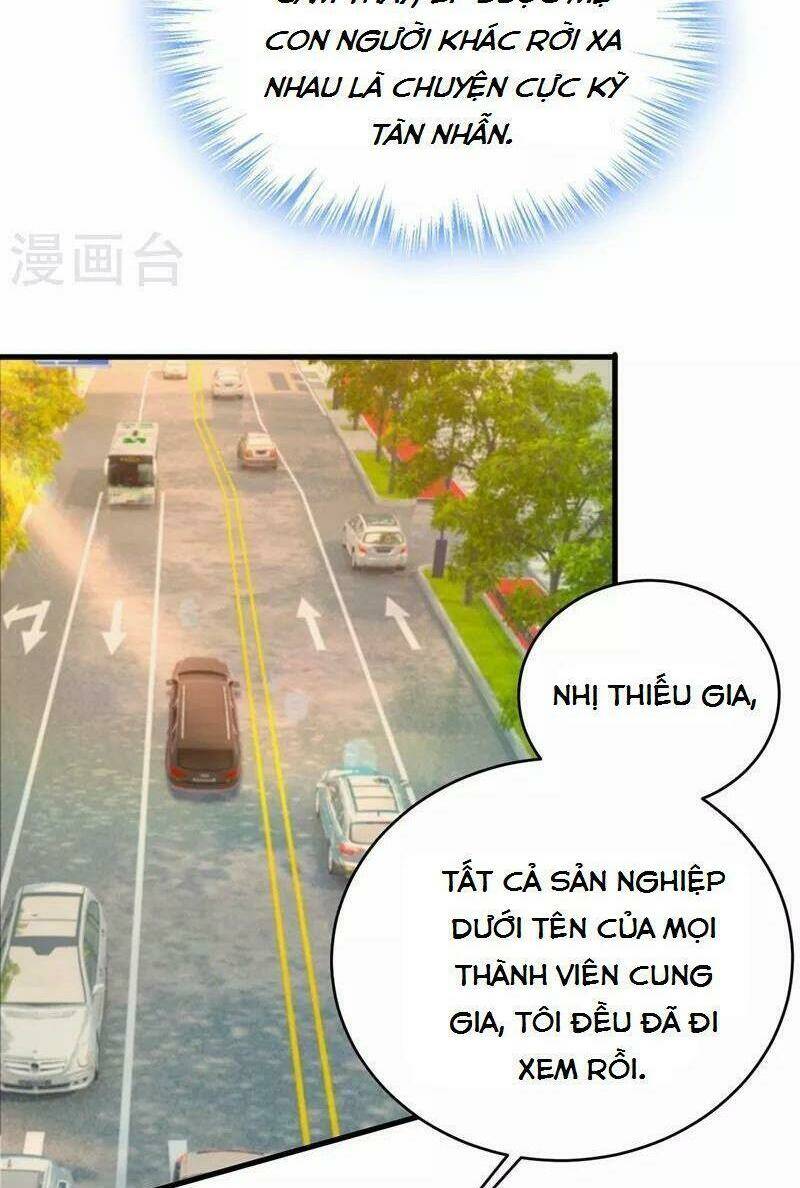 CON NGƯỜI KHÁC RỜI XA
NHAU LÀ CHUYỆN CỰC KỲ
TÀN NHẪN.
漫画台
NHỊ THIẾU GIA,
TẤT CẢ SẢN NGHIỆP
DƯỚI TÊN CỦA MỌI
THÀNH VIÊN CUNG
GIA, TÔI ĐỀU ĐÃ ĐI
XEM RỒI.